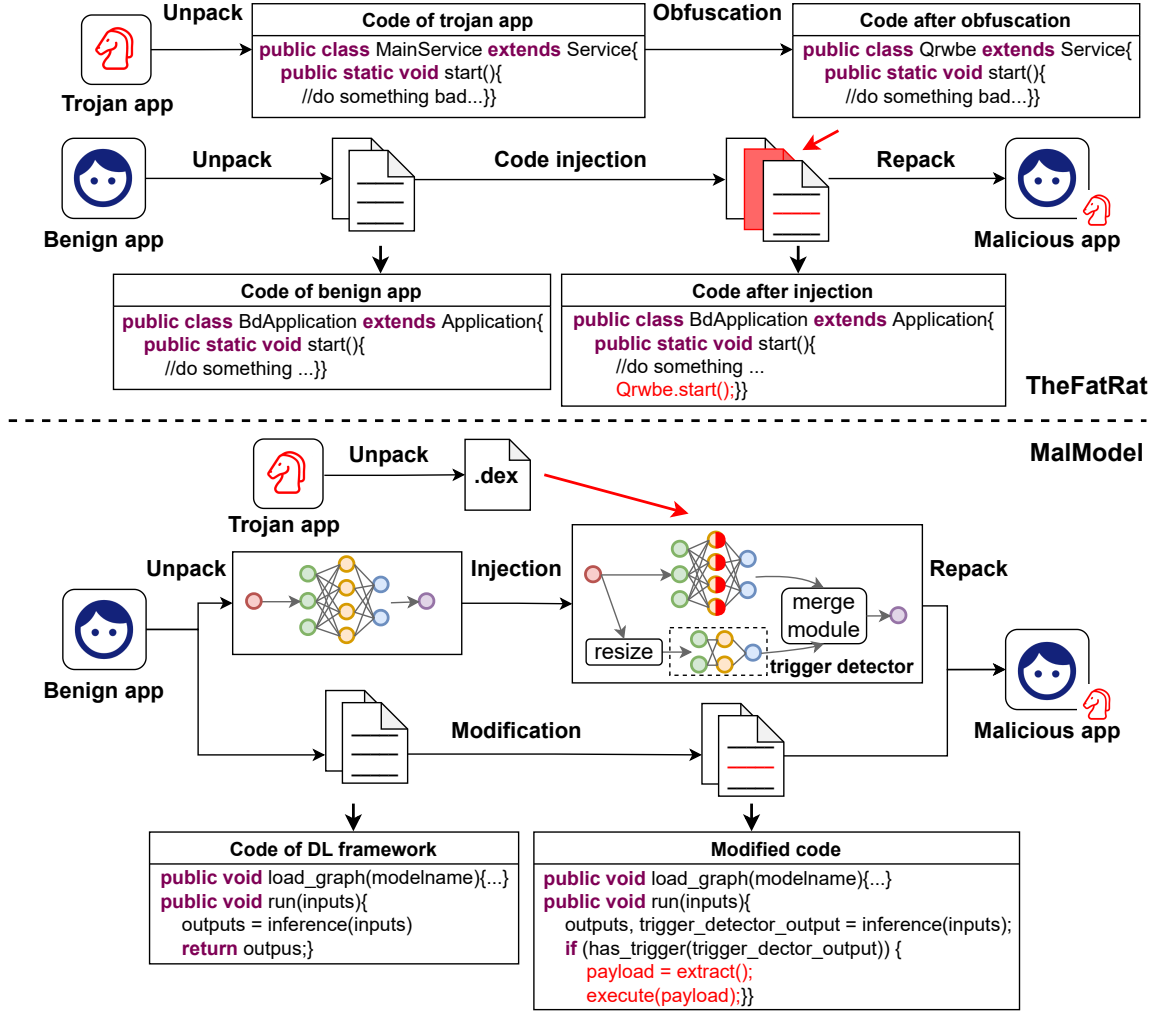 Unpack
Code of trojan app
Obfuscation
Code after obfuscation
public class MainService extends Service{
public static void start(){
//do something bad...}}
public class Qrwbe extends Service{
public static void start(){
//do something bad...}}
Trojan app
Unpack
Code injection
Repack
Benign app
Malicious app
Code of benign app
public class BdApplication extends Application{
public static void start(){
//do something ...}}
Code after injection
public class BdApplication extends Application{
public static void start(){
//do something ...
Qrwbe.start();}}
TheFatRat
MalModel
Unpack
.dex
Trojan app
Unpack
Injection
Repack
merge
module
resize
trigger detector
Benign app
Modification
Malicious app
Code of DL framework
public void load_graph(modelname){...}
public void run(inputs){
outputs = inference(inputs)
return outpus;}
Modified code
public void load_graph(modelname){...}
public void run(inputs){
outputs, trigger_detector_output = inference(inputs);
if (has_trigger(trigger_dector_output)) {
payload = extract();
execute(payload);}}